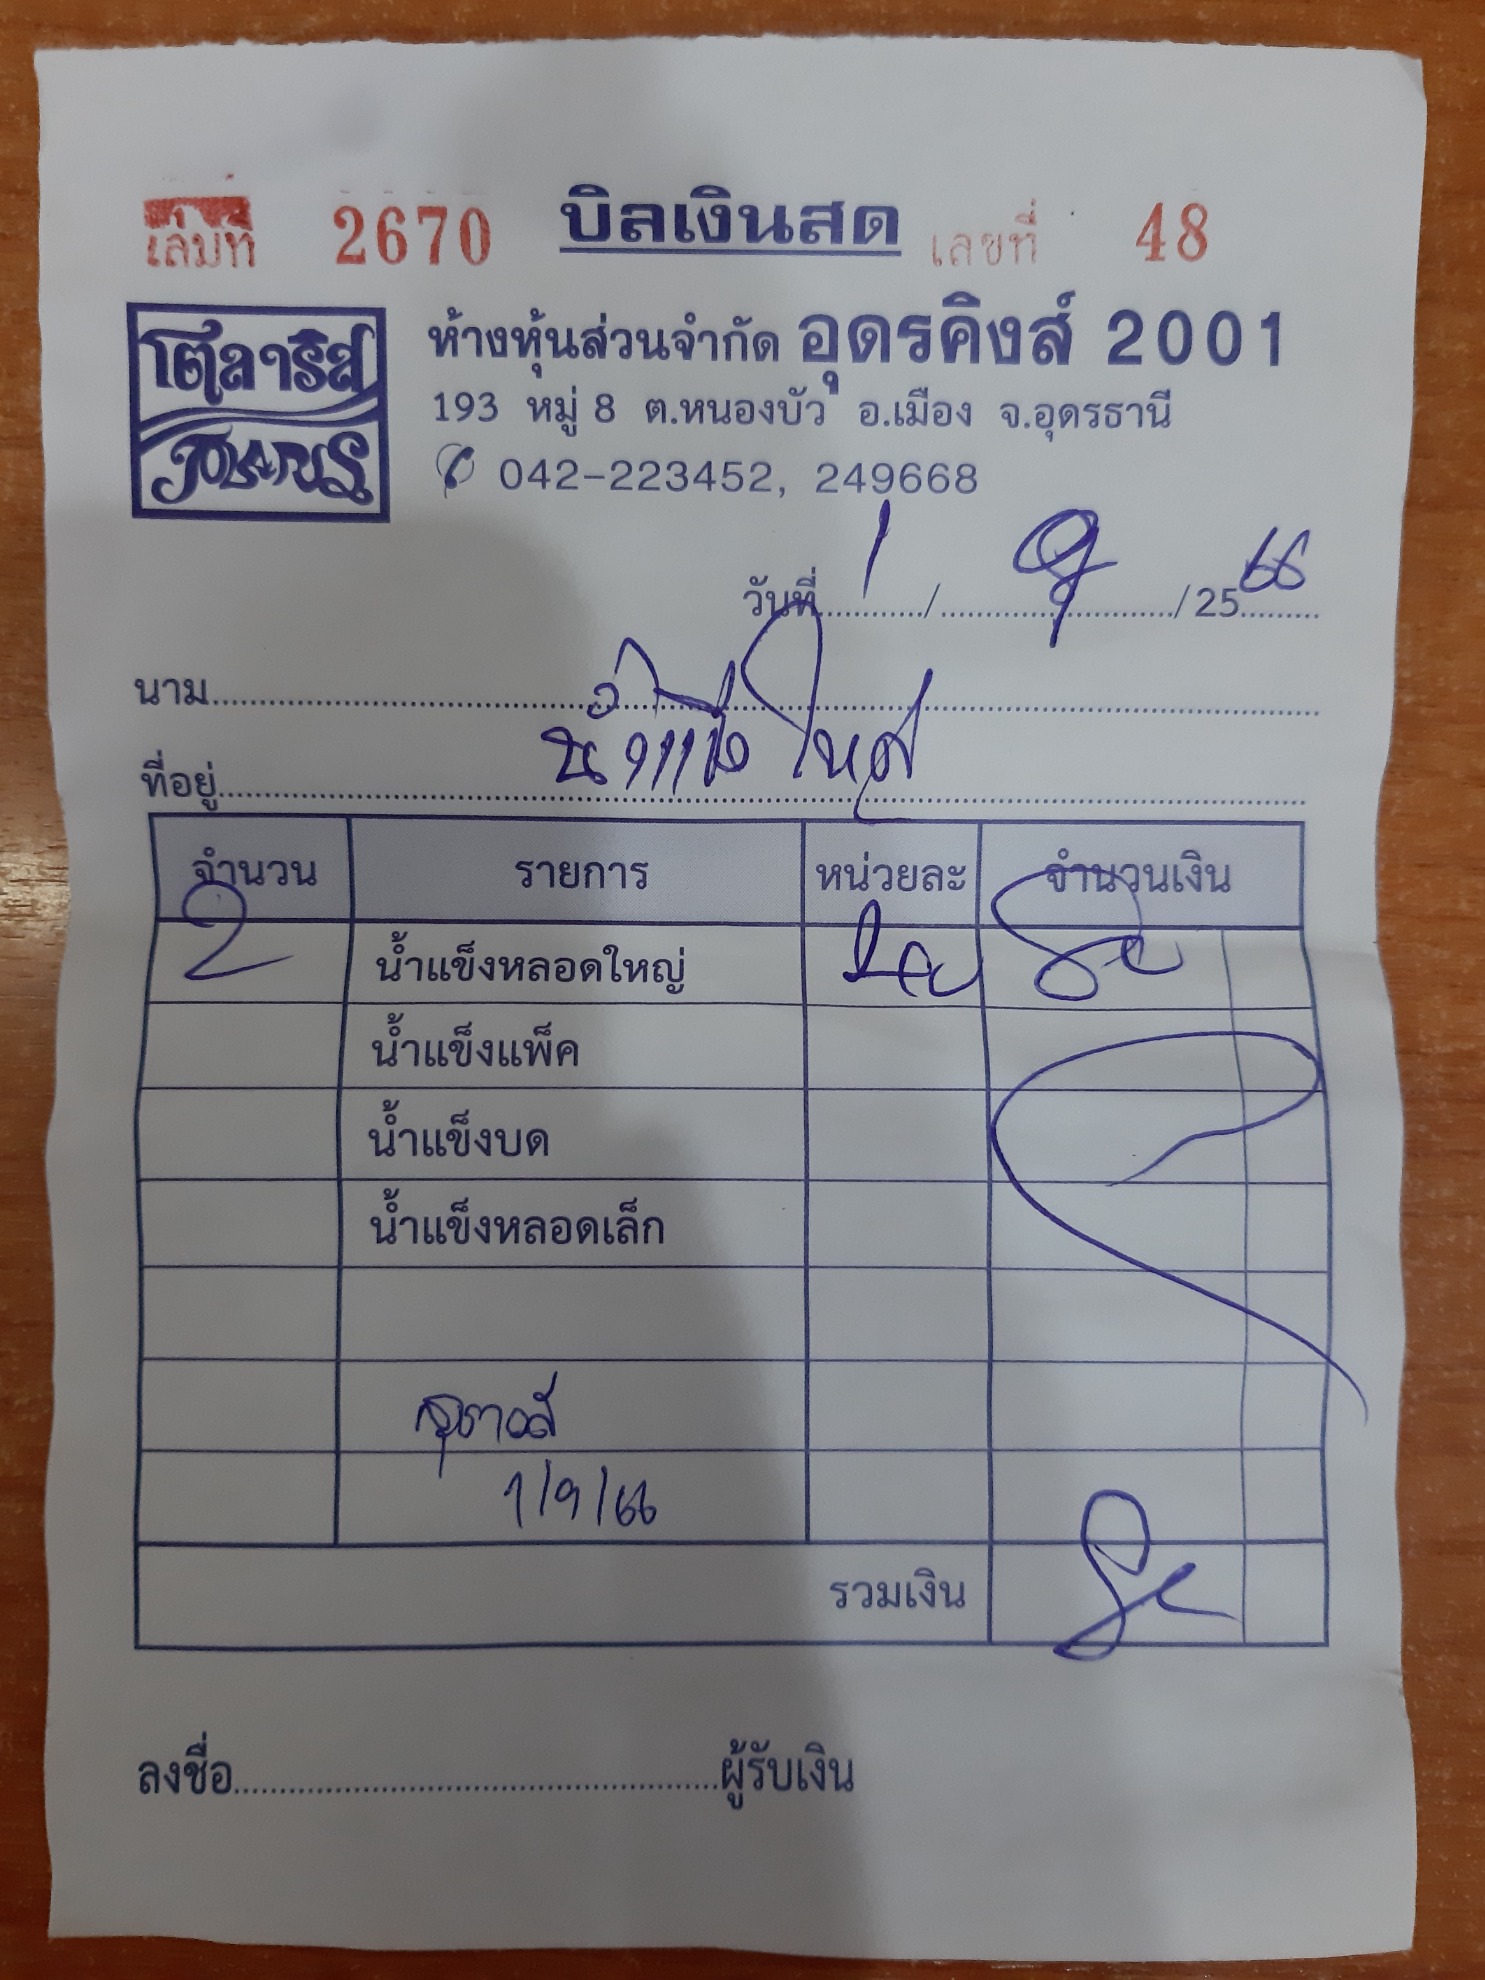 เล่มที่ 2670 บิลเงินสด เลขที่ 48
โตลาริส
ห้างหุ้นส่วนจำกัด อุดรคิงส์ 2001
193 หมู่ 8 ต.หนองบัว อ.เมือง จ.อุดรธานี
042-223452, 249668
วันที่ 1 / 9 / 25 66
นาม
ที่อยู่
จำนวน รายการ หน่วยละ จำนวนเงิน
2 น้ำแข็งหลอดใหญ่
น้ำแข็งแพ็ค
น้ำแข็งบด
น้ำแข็งหลอดเล็ก
1/9/66
รวมเงิน
ลงชื่อ ผู้รับเงิน